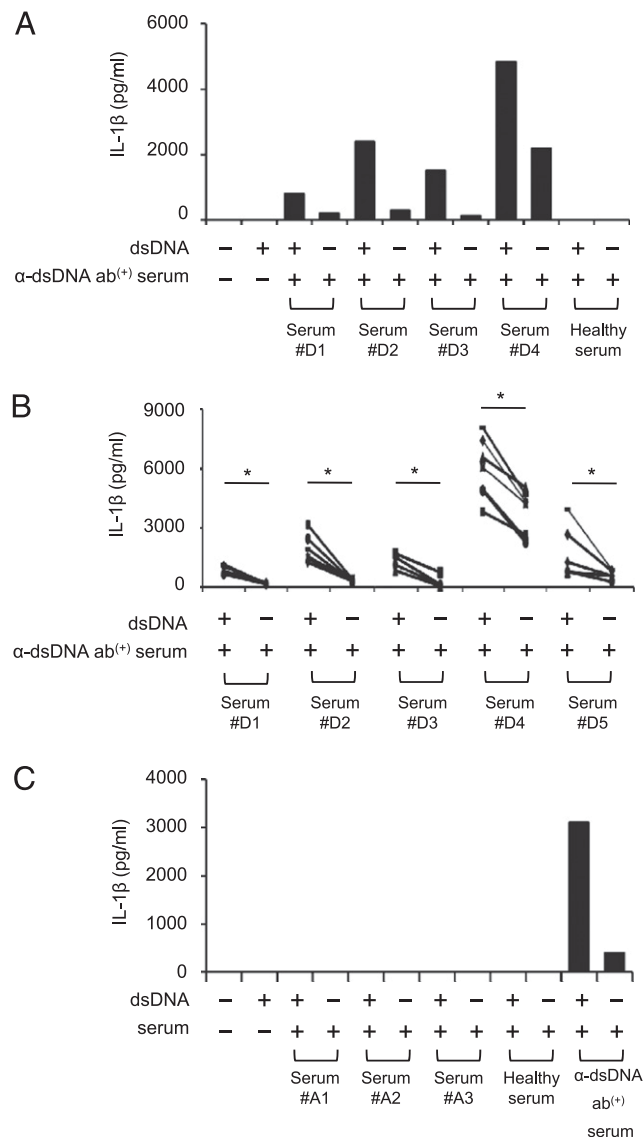 A
IL-1β (pg/ml)
6000
4000
2000
0
dsDNA − + + − + − + − + − + −
α-dsDNA ab(+) serum − − + + + + + + + + + +
Serum Serum Serum Serum Healthy
#D1 #D2 #D3 #D4 serum
B
IL-1β (pg/ml)
9000
6000
3000
0
* * * * *
dsDNA + − + − + − + − + −
α-dsDNA ab(+) serum + + + + + + + + + +
Serum Serum Serum Serum Serum
#D1 #D2 #D3 #D4 #D5
C
IL-1β (pg/ml)
4000
3000
2000
1000
0
dsDNA − + + − + − + − + − + −
serum − − + + + + + + + + + +
Serum Serum Serum Healthy α-dsDNA
#A1 #A2 #A3 serum ab(+)
serum